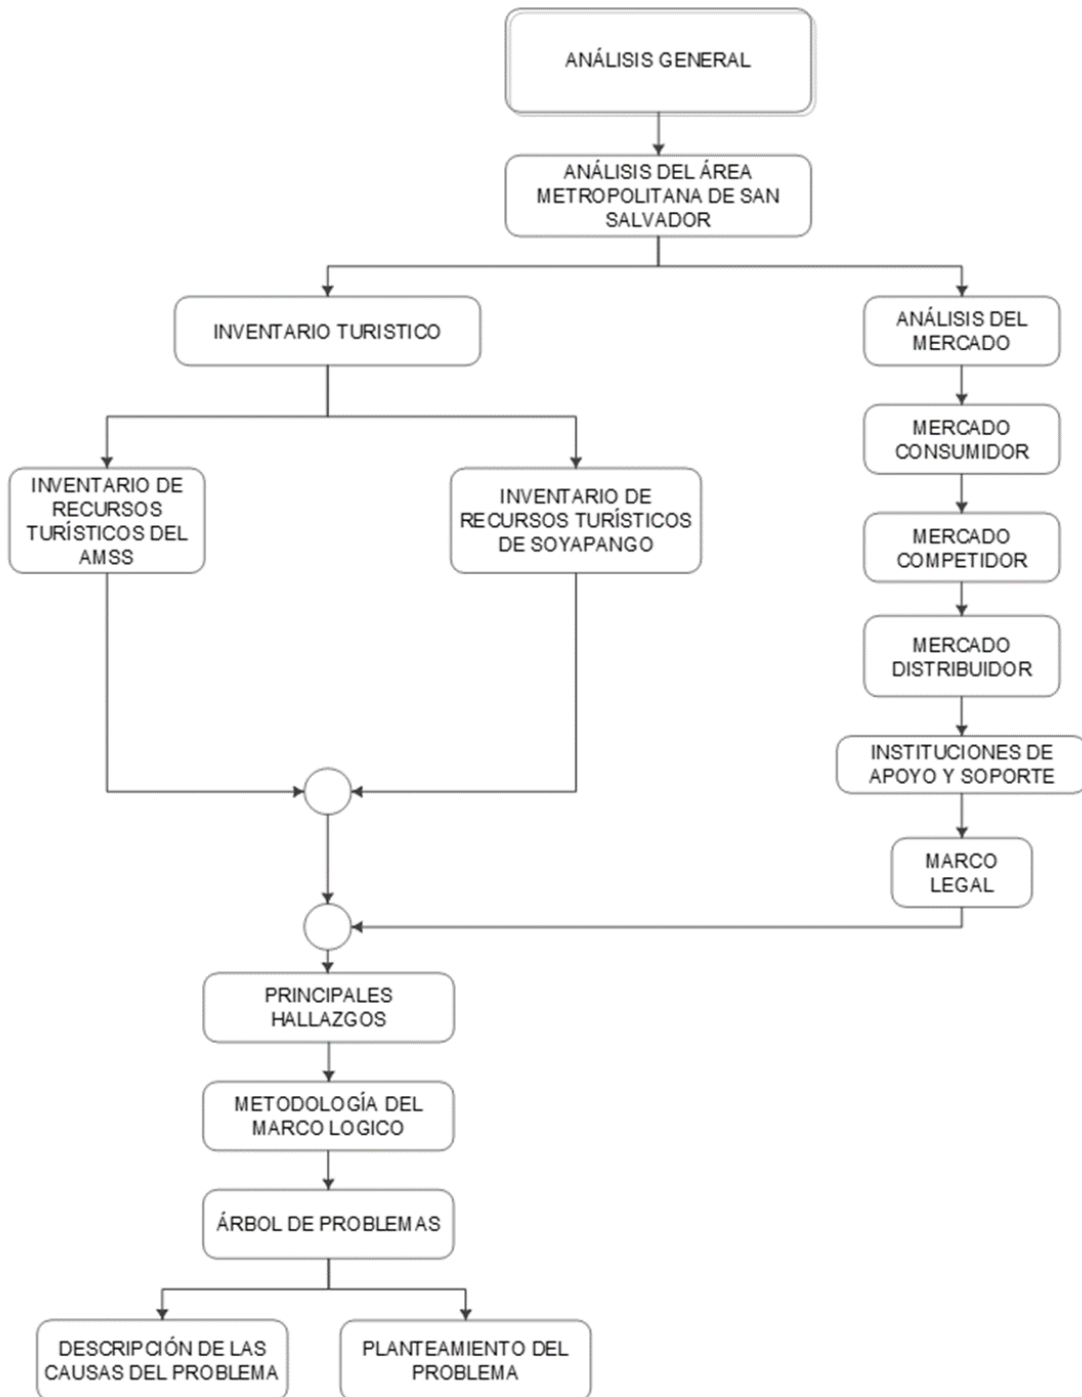 ANÁLISIS GENERAL
ANÁLISIS DEL ÁREA
METROPOLITANA DE SAN
SALVADOR
INVENTARIO TURISTICO
ANÁLISIS DEL
MERCADO
MERCADO
CONSUMIDOR
INVENTARIO DE
RECURSOS
TURÍSTICOS DEL
AMSS
INVENTARIO DE
RECURSOS TURÍSTICOS
DE SOYAPANGO
MERCADO
COMPETIDOR
MERCADO
DISTRIBUIDOR
INSTITUCIONES DE
APOYO Y SOPORTE
MARCO
LEGAL
PRINCIPALES
HALLAZGOS
METODOLOGÍA DEL
MARCO LOGICO
ÁRBOL DE PROBLEMAS
DESCRIPCIÓN DE LAS
CAUSAS DEL PROBLEMA
PLANTEAMIENTO DEL
PROBLEMA